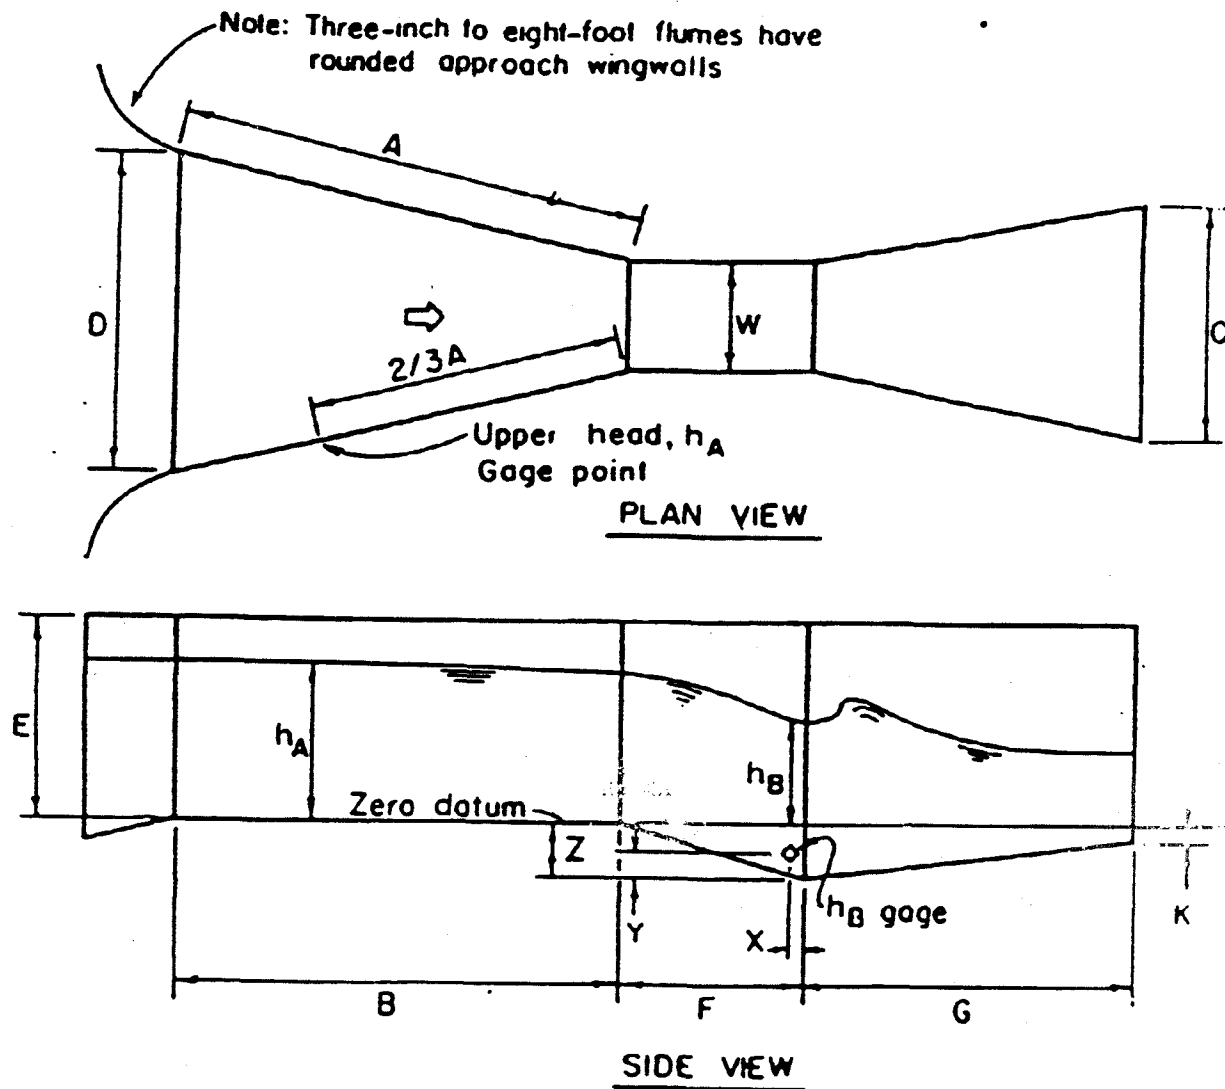 Note: Three-inch to eight-foot flumes have
rounded approach wingwalls
A
D
W
C
2/3A
Upper head, hA
Gage point
PLAN VIEW
E
hA
hB
Zero datum
Z
hB gage
K
Y
X
B
F
G
SIDE VIEW